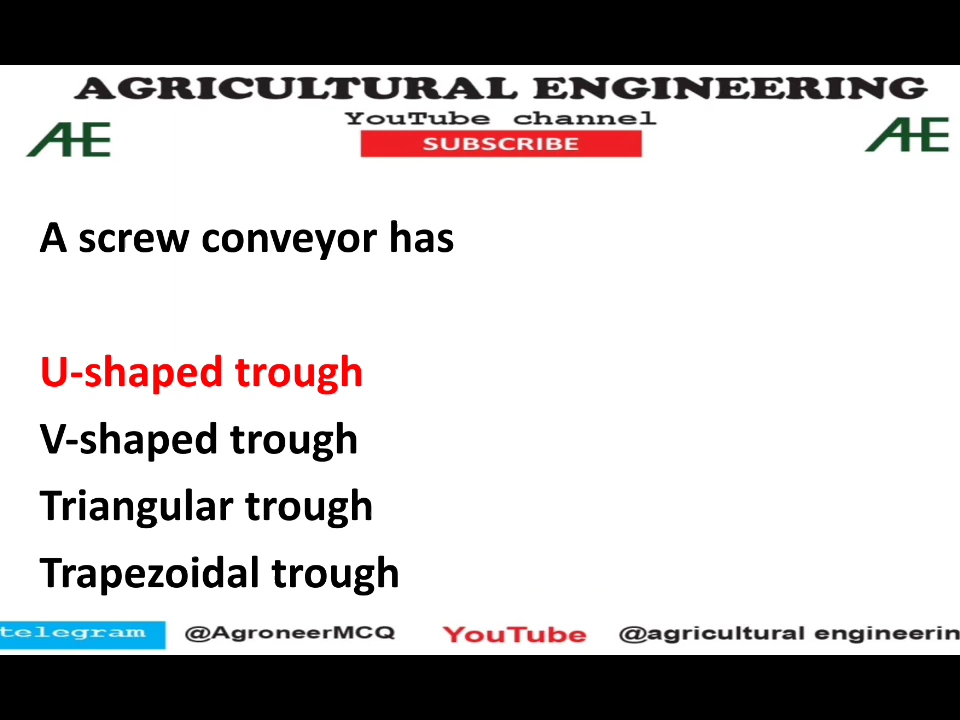 AGRICULTURAL ENGINEERING
YouTube channel
AE
SUBSCRIBE
AE
A screw conveyor has
U-shaped trough
V-shaped trough
Triangular trough
Trapezoidal trough
telegram @AgroneerMCQ YouTube @agricultural engineerin